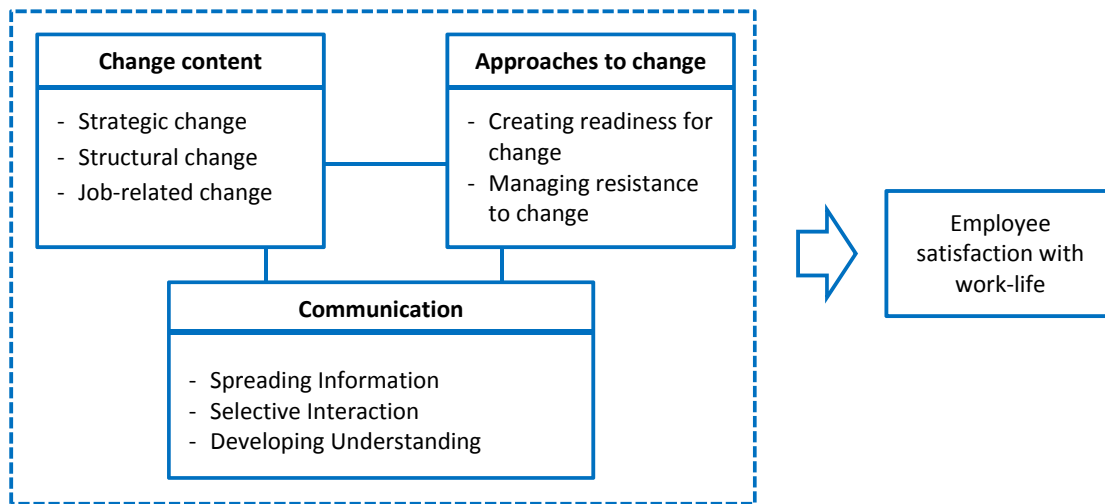 Change content
- Strategic change
- Structural change
- Job-related change
Approaches to change
- Creating readiness for
change
- Managing resistance
to change
Communication
- Spreading Information
- Selective Interaction
- Developing Understanding
Employee
satisfaction with
work-life